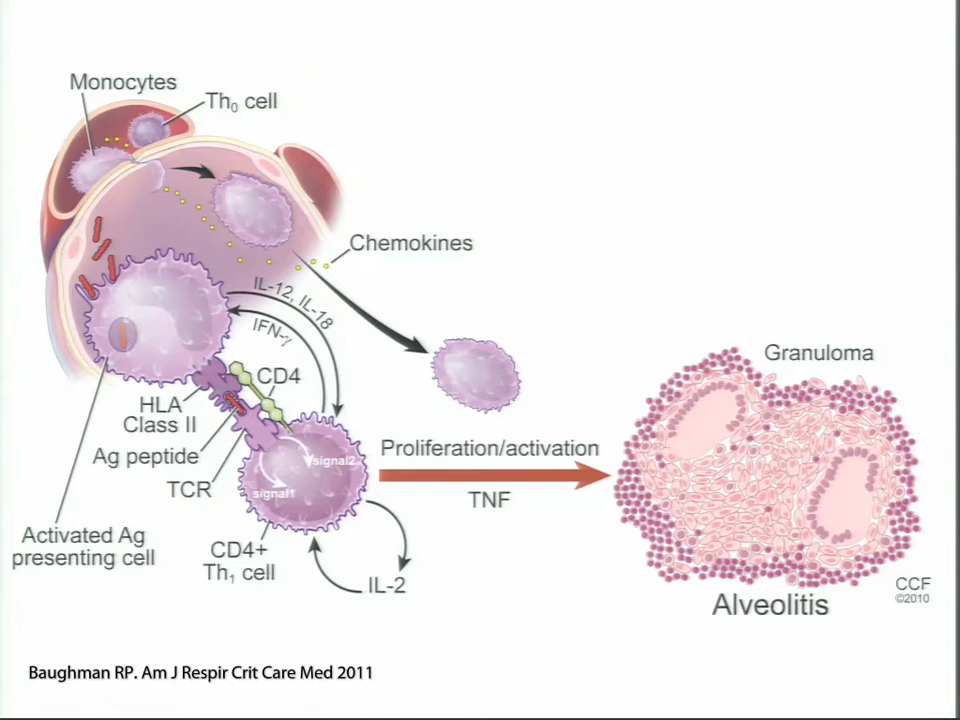 Monocytes
Th0 cell
Chemokines
IL-12, IL-18
IFN-γ
CD4
HLA
Class II
Ag peptide
TCR
signal2
signal1
Activated Ag
presenting cell
CD4+
Th1 cell
IL-2
Proliferation/activation
TNF
Granuloma
CCF
©2010
Alveolitis
Baughman RP. Am J Respir Crit Care Med 2011